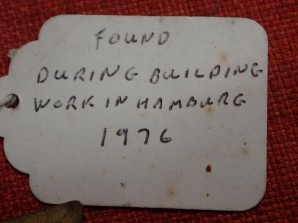 FOUND
DURING BUILDING
WORK IN HAMBURG
1976